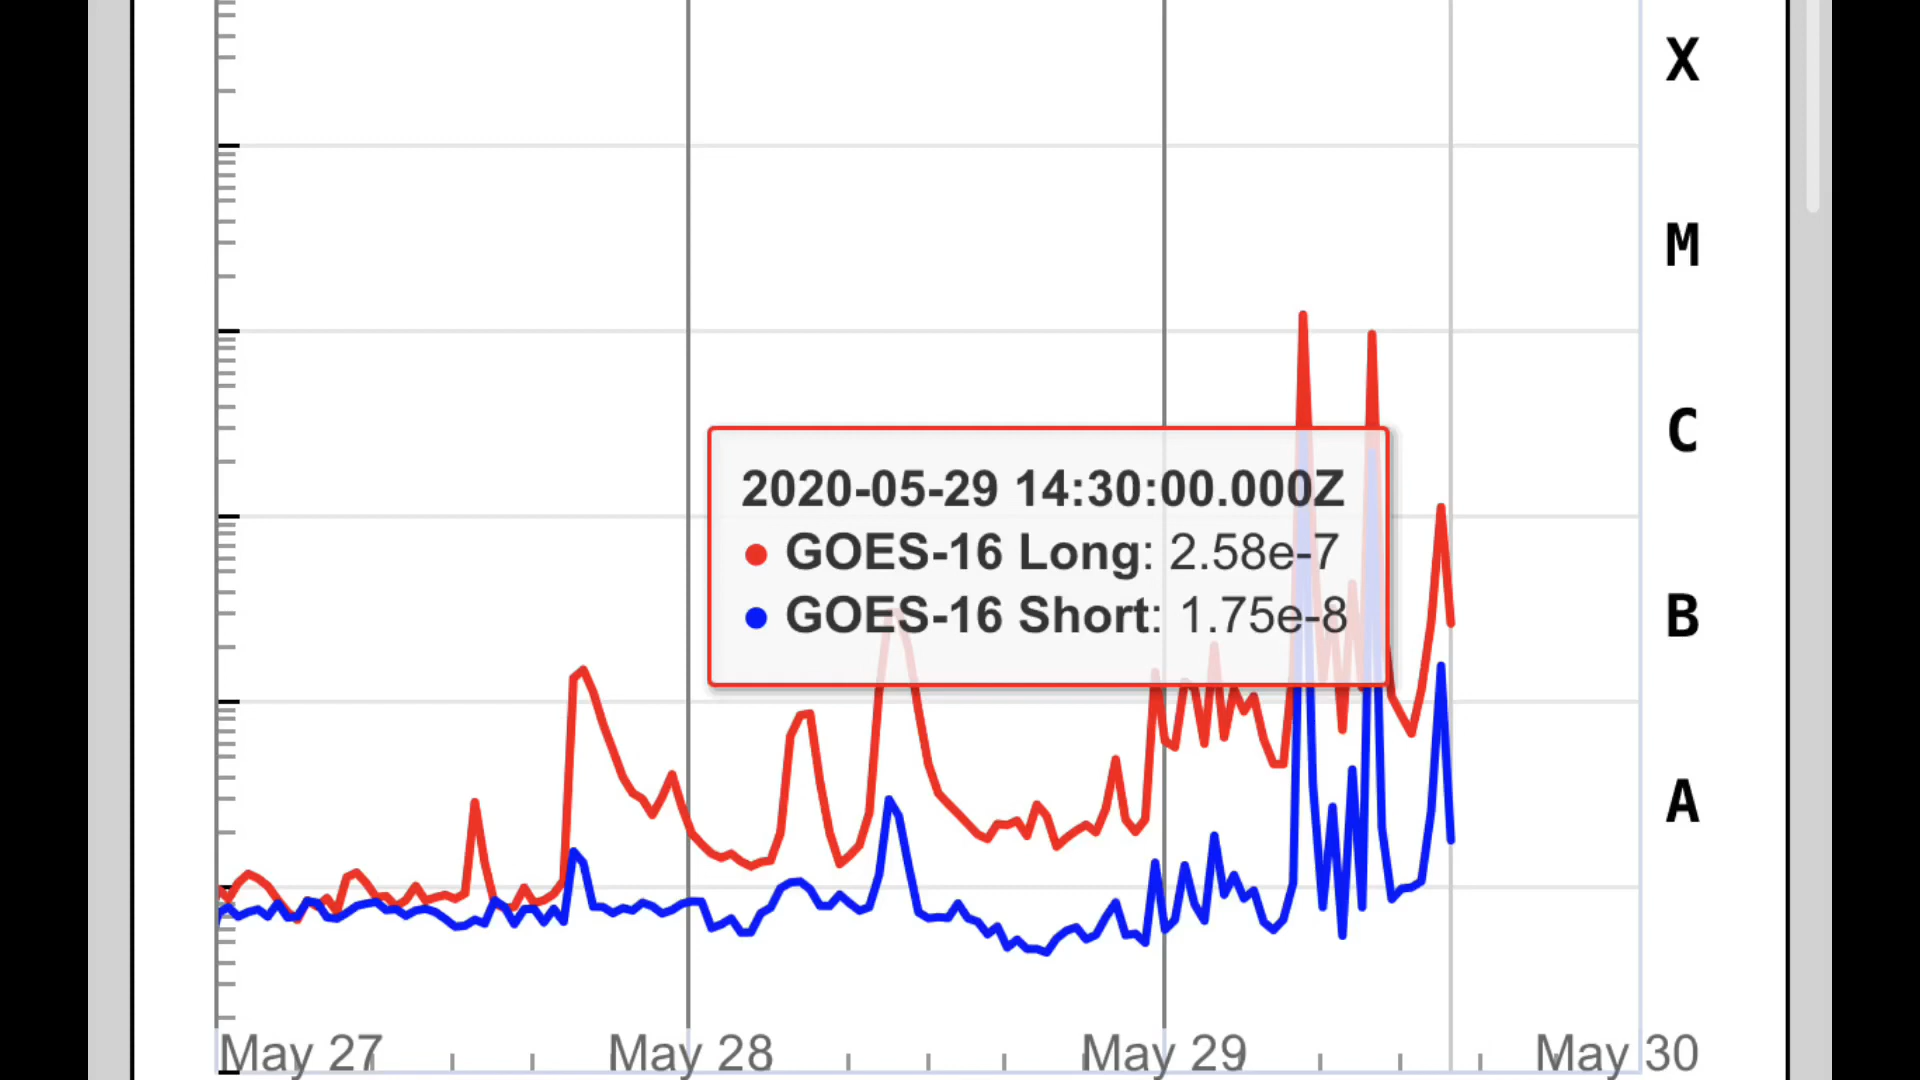 X
M
2020-05-29 14:30:00.000Z
GOES-16 Long: 2.58e-7
GOES-16 Short: 1.75e-8
C
B
A
May 27
May 28
May 29
May 30